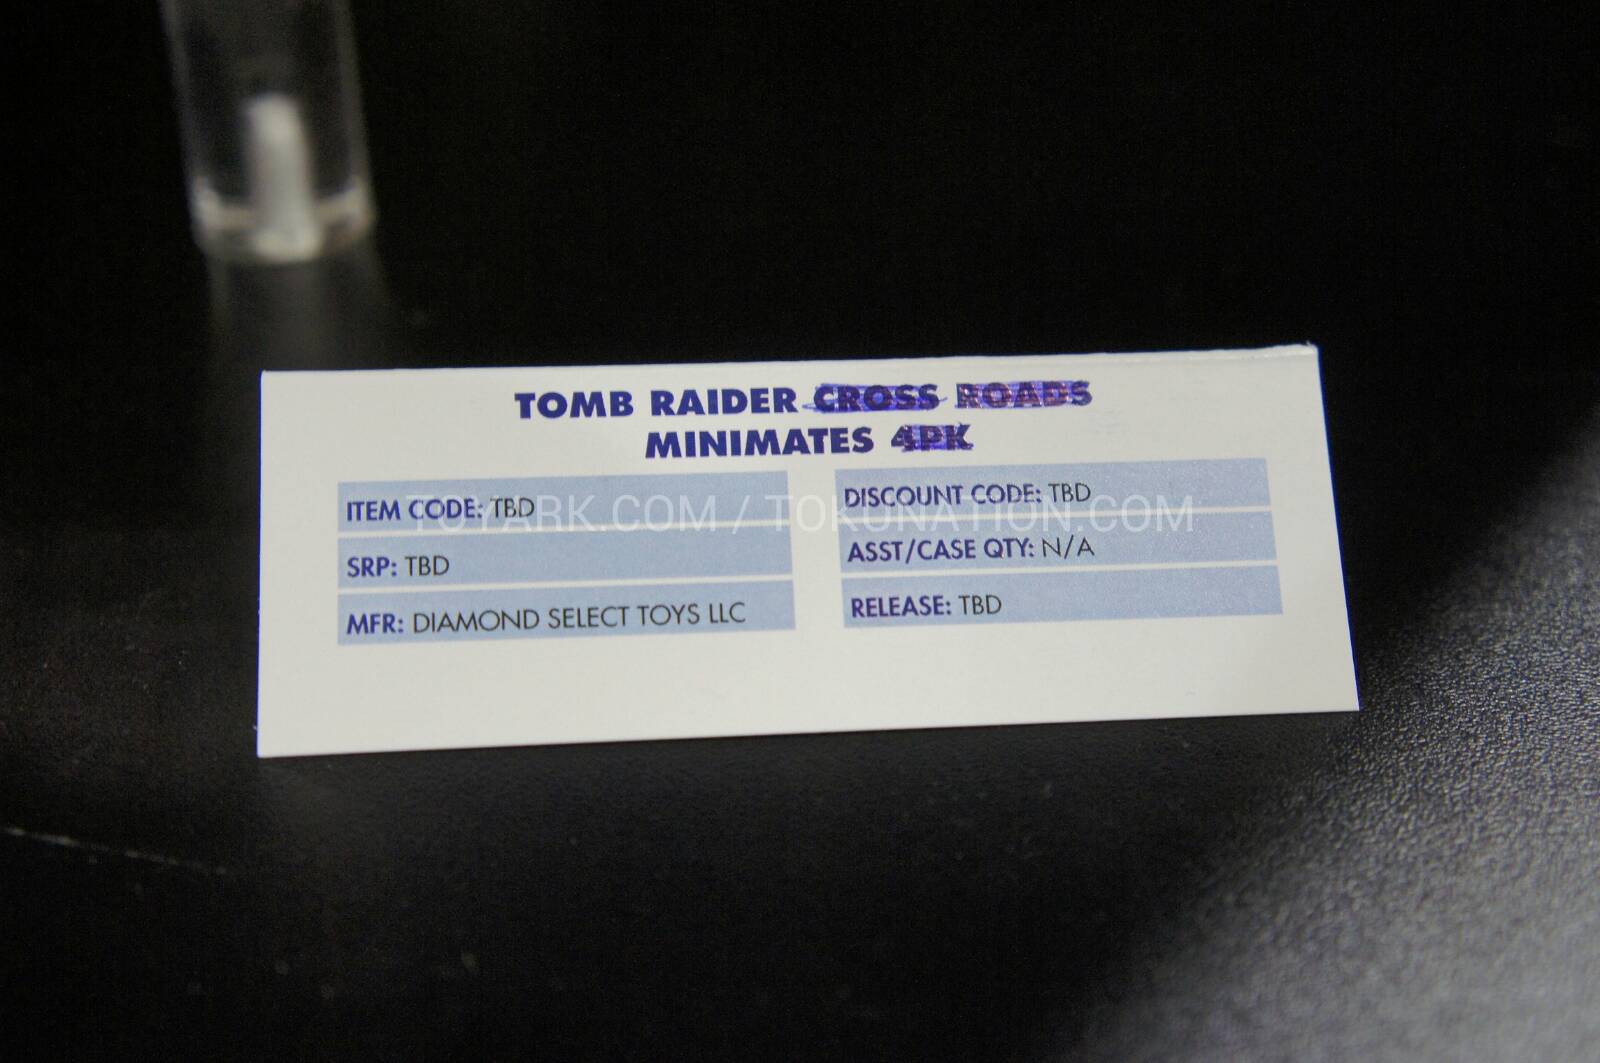 TOMB RAIDER CROSS ROADS
MINIMATES 4PK
ITEM CODE: TBD
SRP: TBD
MFR: DIAMOND SELECT TOYS LLC
DISCOUNT CODE: TBD
ASST/CASE QTY: N/A
RELEASE: TBD
TOYARK.COM / TOKUNATION.COM